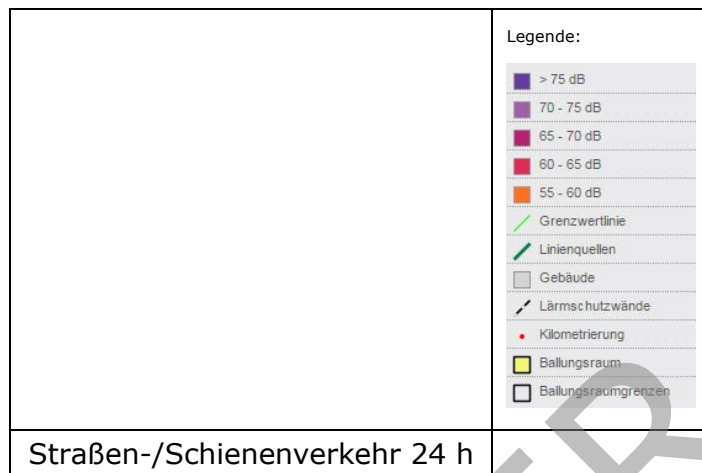 Legende:
> 75 dB
70 - 75 dB
65 - 70 dB
60 - 65 dB
55 - 60 dB
Grenzwertlinie
Linienquellen
Gebäude
Lärmschutzwände
Kilometrierung
Ballungsraum
Ballungsraumgrenzen
Straßen-/Schienenverkehr 24 h